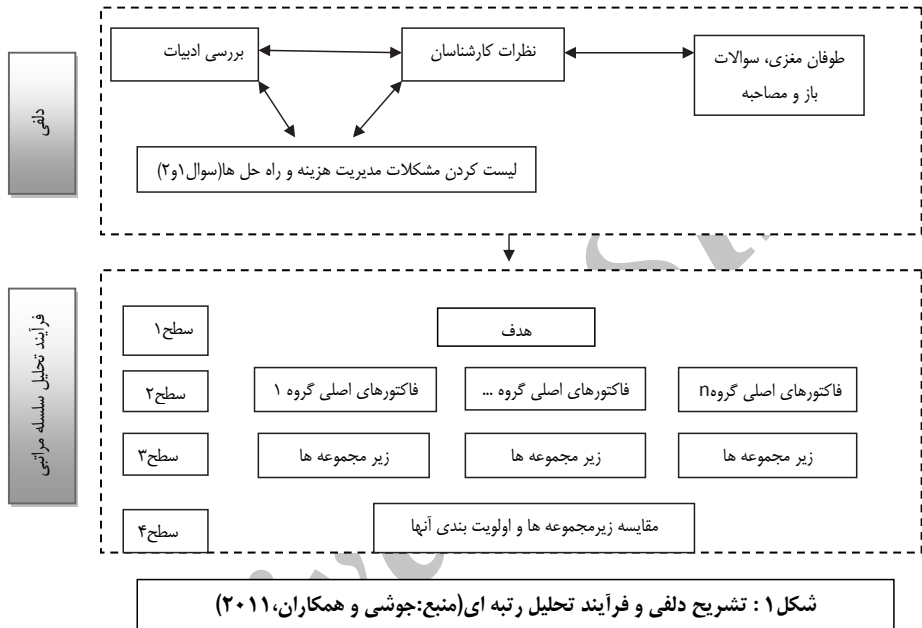 دلفی
طوفان مغزی، سوالات
باز و مصاحبه
نظرات کارشناسان
بررسی ادبیات
لیست کردن مشکلات مدیریت هزینه و راه حل ها(سوال۱و۲)
فرآیند تحلیل سلسله مراتبی
سطح۱
هدف
سطح۲
فاکتورهای اصلی گروه ۱
فاکتورهای اصلی گروه ...
فاکتورهای اصلی گروهn
سطح۳
زیر مجموعه ها
زیر مجموعه ها
زیر مجموعه ها
سطح۴
مقایسه زیرمجموعه ها و اولویت بندی آنها
شکل۱ : تشریح دلفی و فرآیند تحلیل رتبه ای(منبع:جوشی و همکاران،۲۰۱۱)